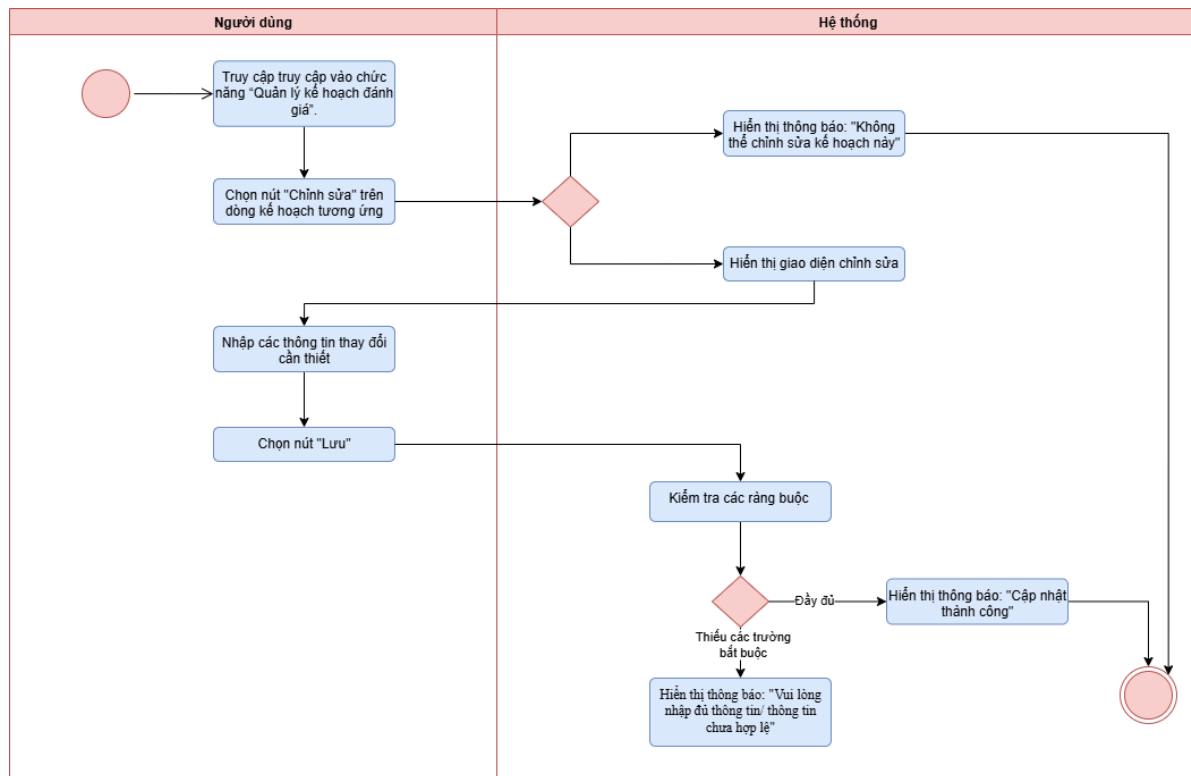 Người dùng
Hệ thống
Truy cập truy cập vào chức
năng “Quản lý kế hoạch đánh
giá”.
Hiển thị thông báo: "Không
thể chỉnh sửa kế hoạch này"
Chọn nút "Chỉnh sửa" trên
dòng kế hoạch tương ứng
Hiển thị giao diện chỉnh sửa
Nhập các thông tin thay đổi
cần thiết
Chọn nút "Lưu"
Kiểm tra các ràng buộc
Đầy đủ
Hiển thị thông báo: "Cập nhật
thành công"
Thiếu các trường
bắt buộc
Hiển thị thông báo: "Vui lòng
nhập đủ thông tin/ thông tin
chưa hợp lệ"